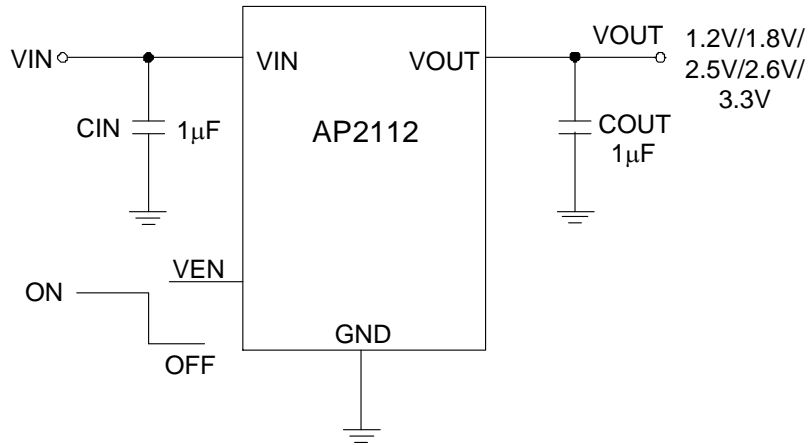 VIN
VIN
VOUT
VOUT
1.2V/1.8V/
2.5V/2.6V/
3.3V
CIN
1μF
AP2112
COUT
1μF
VEN
ON
OFF
GND